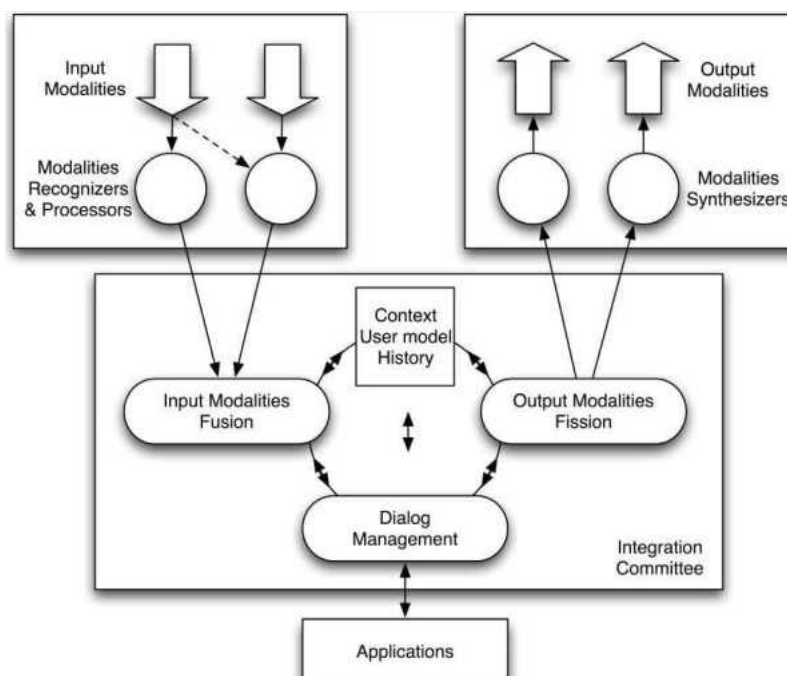 Input
Modalities
Modalities
Recognizers
& Processors
Output
Modalities
Modalities
Synthesizers
Context
User model
History
Input Modalities
Fusion
Output Modalities
Fission
Dialog
Management
Integration
Committee
Applications